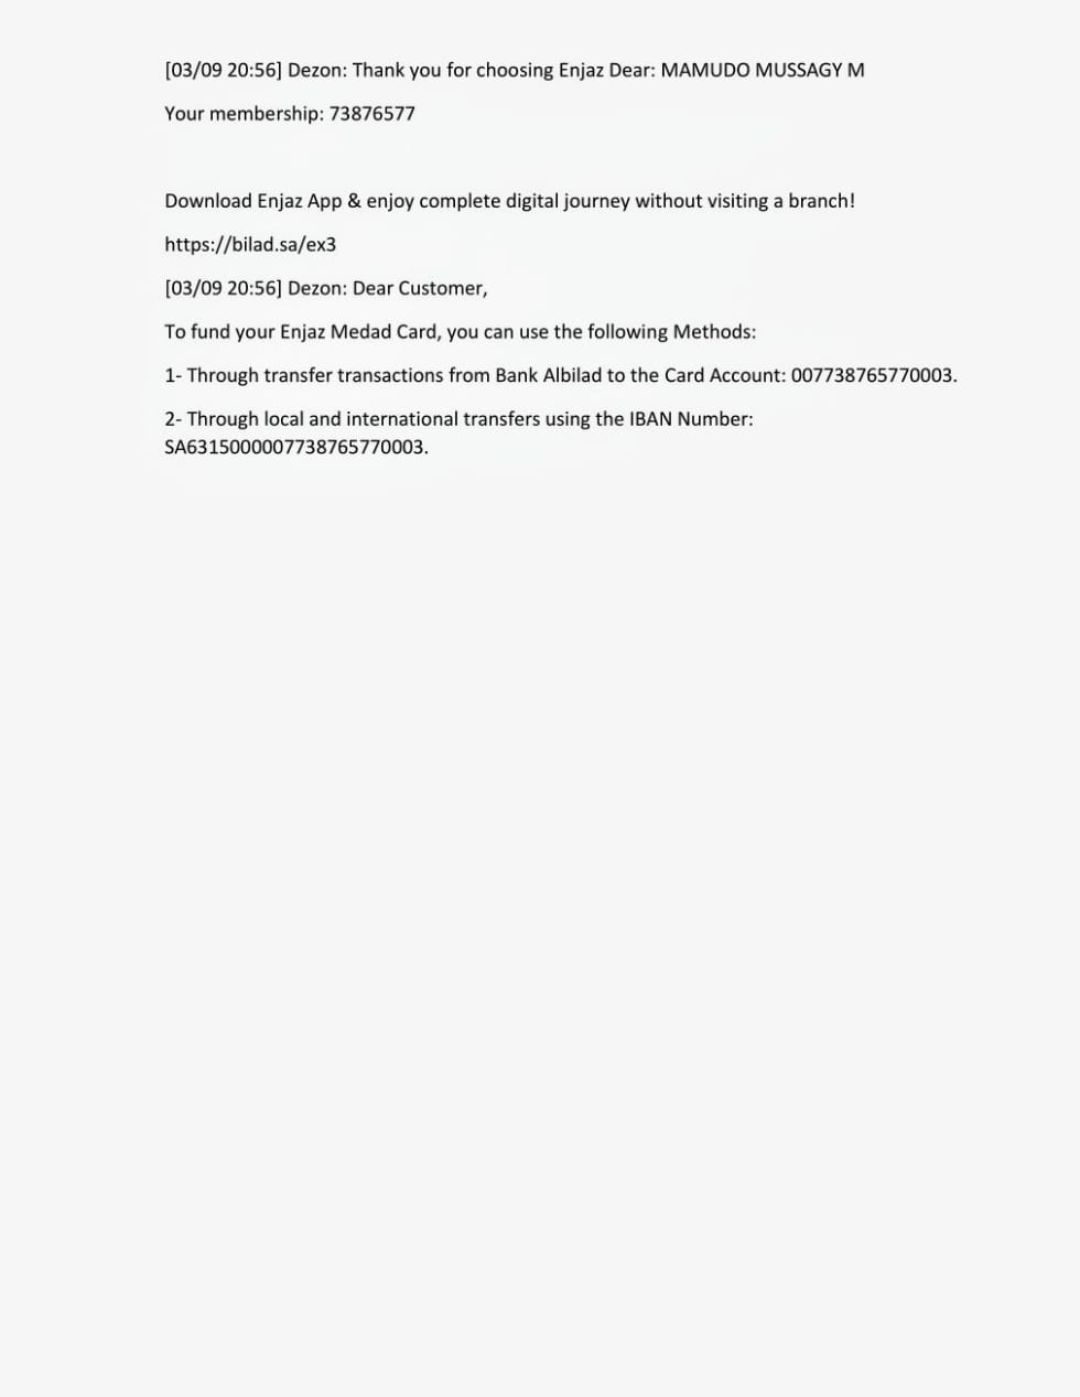 [03/09 20:56] Dezon: Thank you for choosing Enjaz Dear: MAMUDO MUSSAGY M
Your membership: 73876577
Download Enjaz App & enjoy complete digital journey without visiting a branch!
https://bilad.sa/ex3
[03/09 20:56] Dezon: Dear Customer,
To fund your Enjaz Medad Card, you can use the following Methods:
1- Through transfer transactions from Bank Albilad to the Card Account: 007738765770003.
2- Through local and international transfers using the IBAN Number:
SA6315000007738765770003.